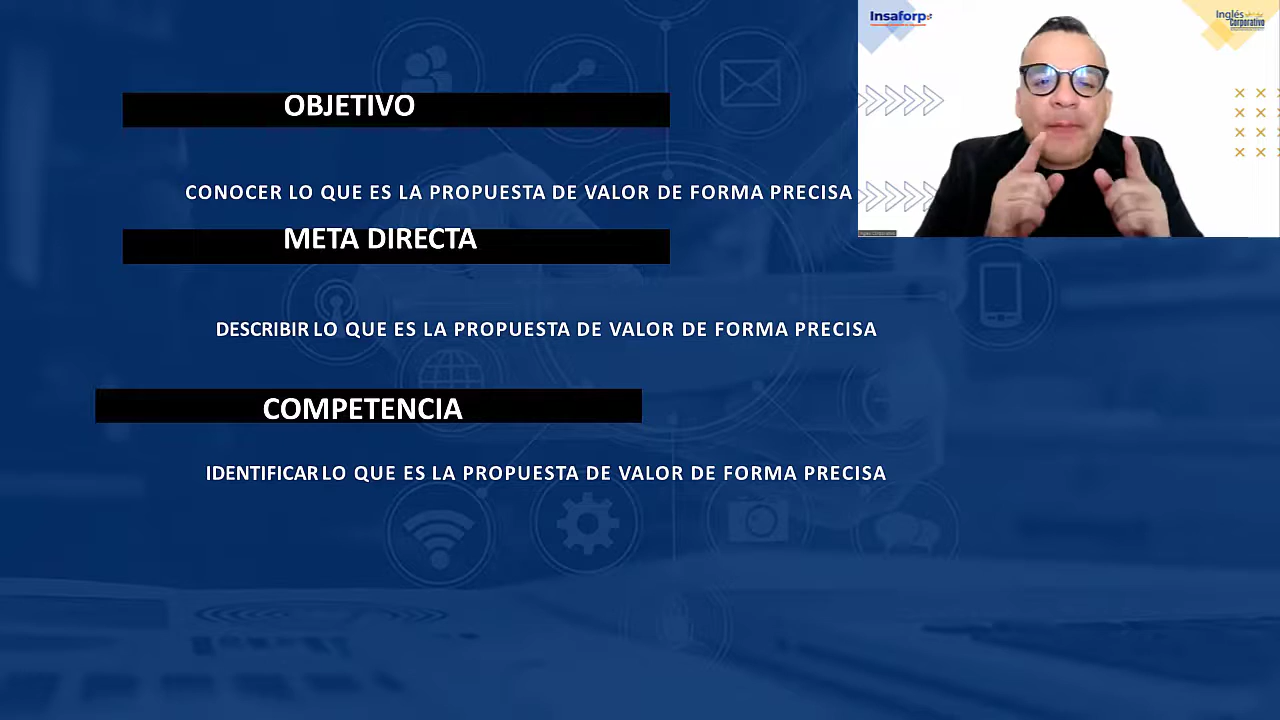 OBJETIVO
CONOCER LO QUE ES LA PROPUESTA DE VALOR DE FORMA PRECISA
META DIRECTA
DESCRIBIR LO QUE ES LA PROPUESTA DE VALOR DE FORMA PRECISA
COMPETENCIA
IDENTIFICAR LO QUE ES LA PROPUESTA DE VALOR DE FORMA PRECISA
Insaforp
Inglés
Corporativo